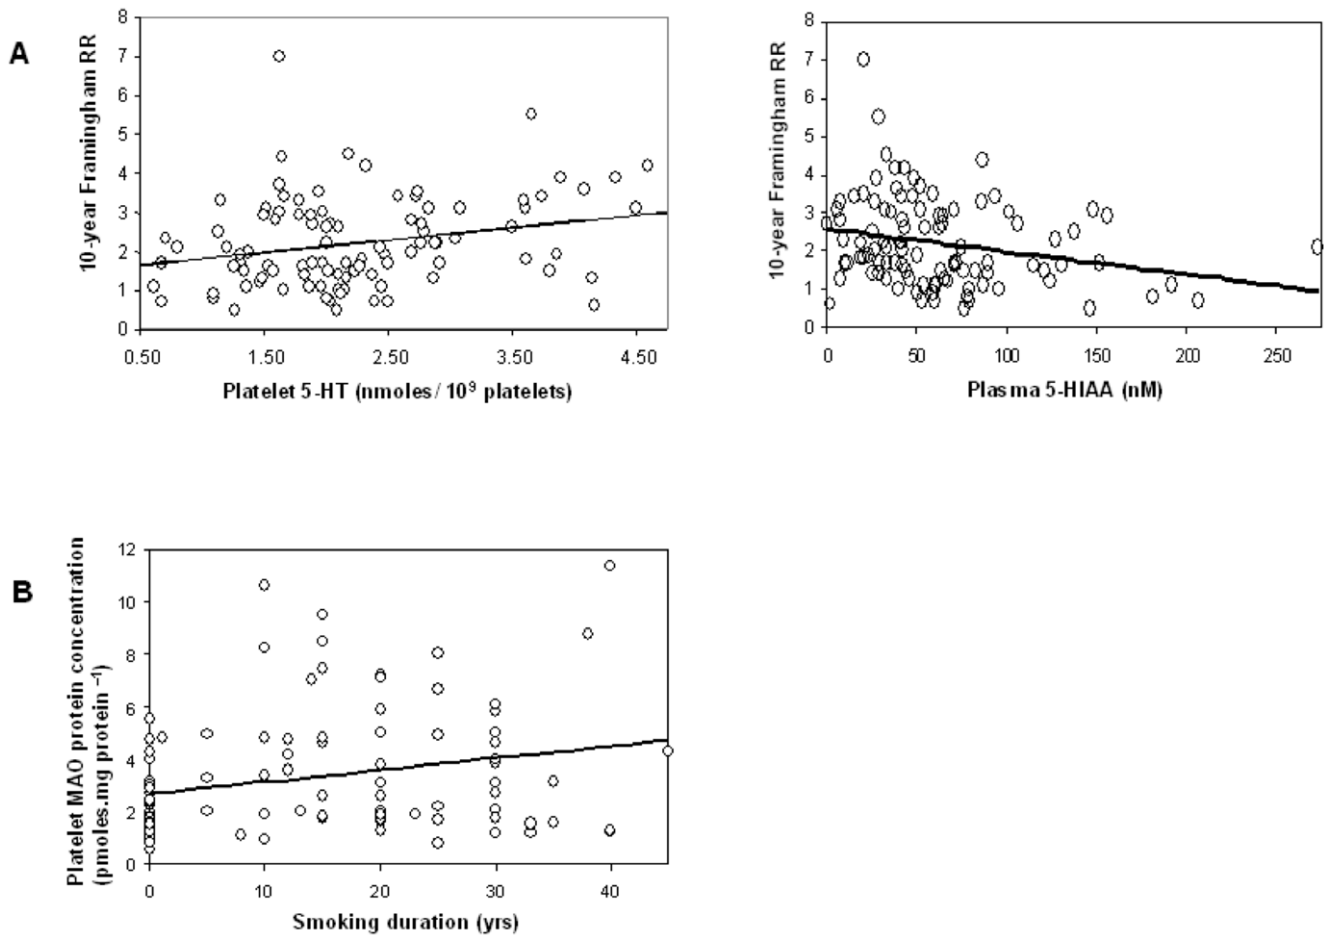 A
10-year Framingham RR
8
7
6
5
4
3
2
1
0
0.50 1.50 2.50 3.50 4.50
Platelet 5-HT (nmoles / 10⁹ platelets)
10-year Framingham RR
8
7
6
5
4
3
2
1
0
0 50 100 150 200 250
Plasma 5-HIAA (nM)
B
Platelet MAO protein concentration
(pmoles.mg protein ⁻¹)
12
10
8
6
4
2
0
0 10 20 30 40
Smoking duration (yrs)